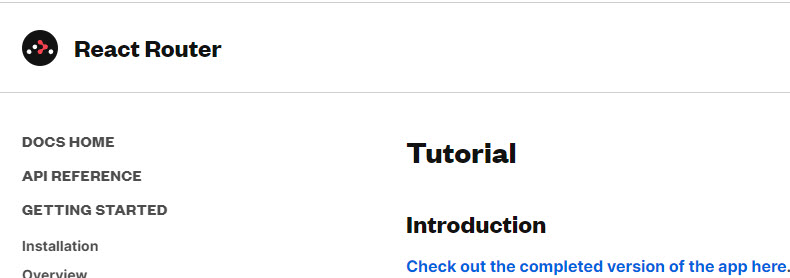 React Router
DOCS HOME
API REFERENCE
GETTING STARTED
Installation
Overview
Tutorial
Introduction
Check out the completed version of the app here.